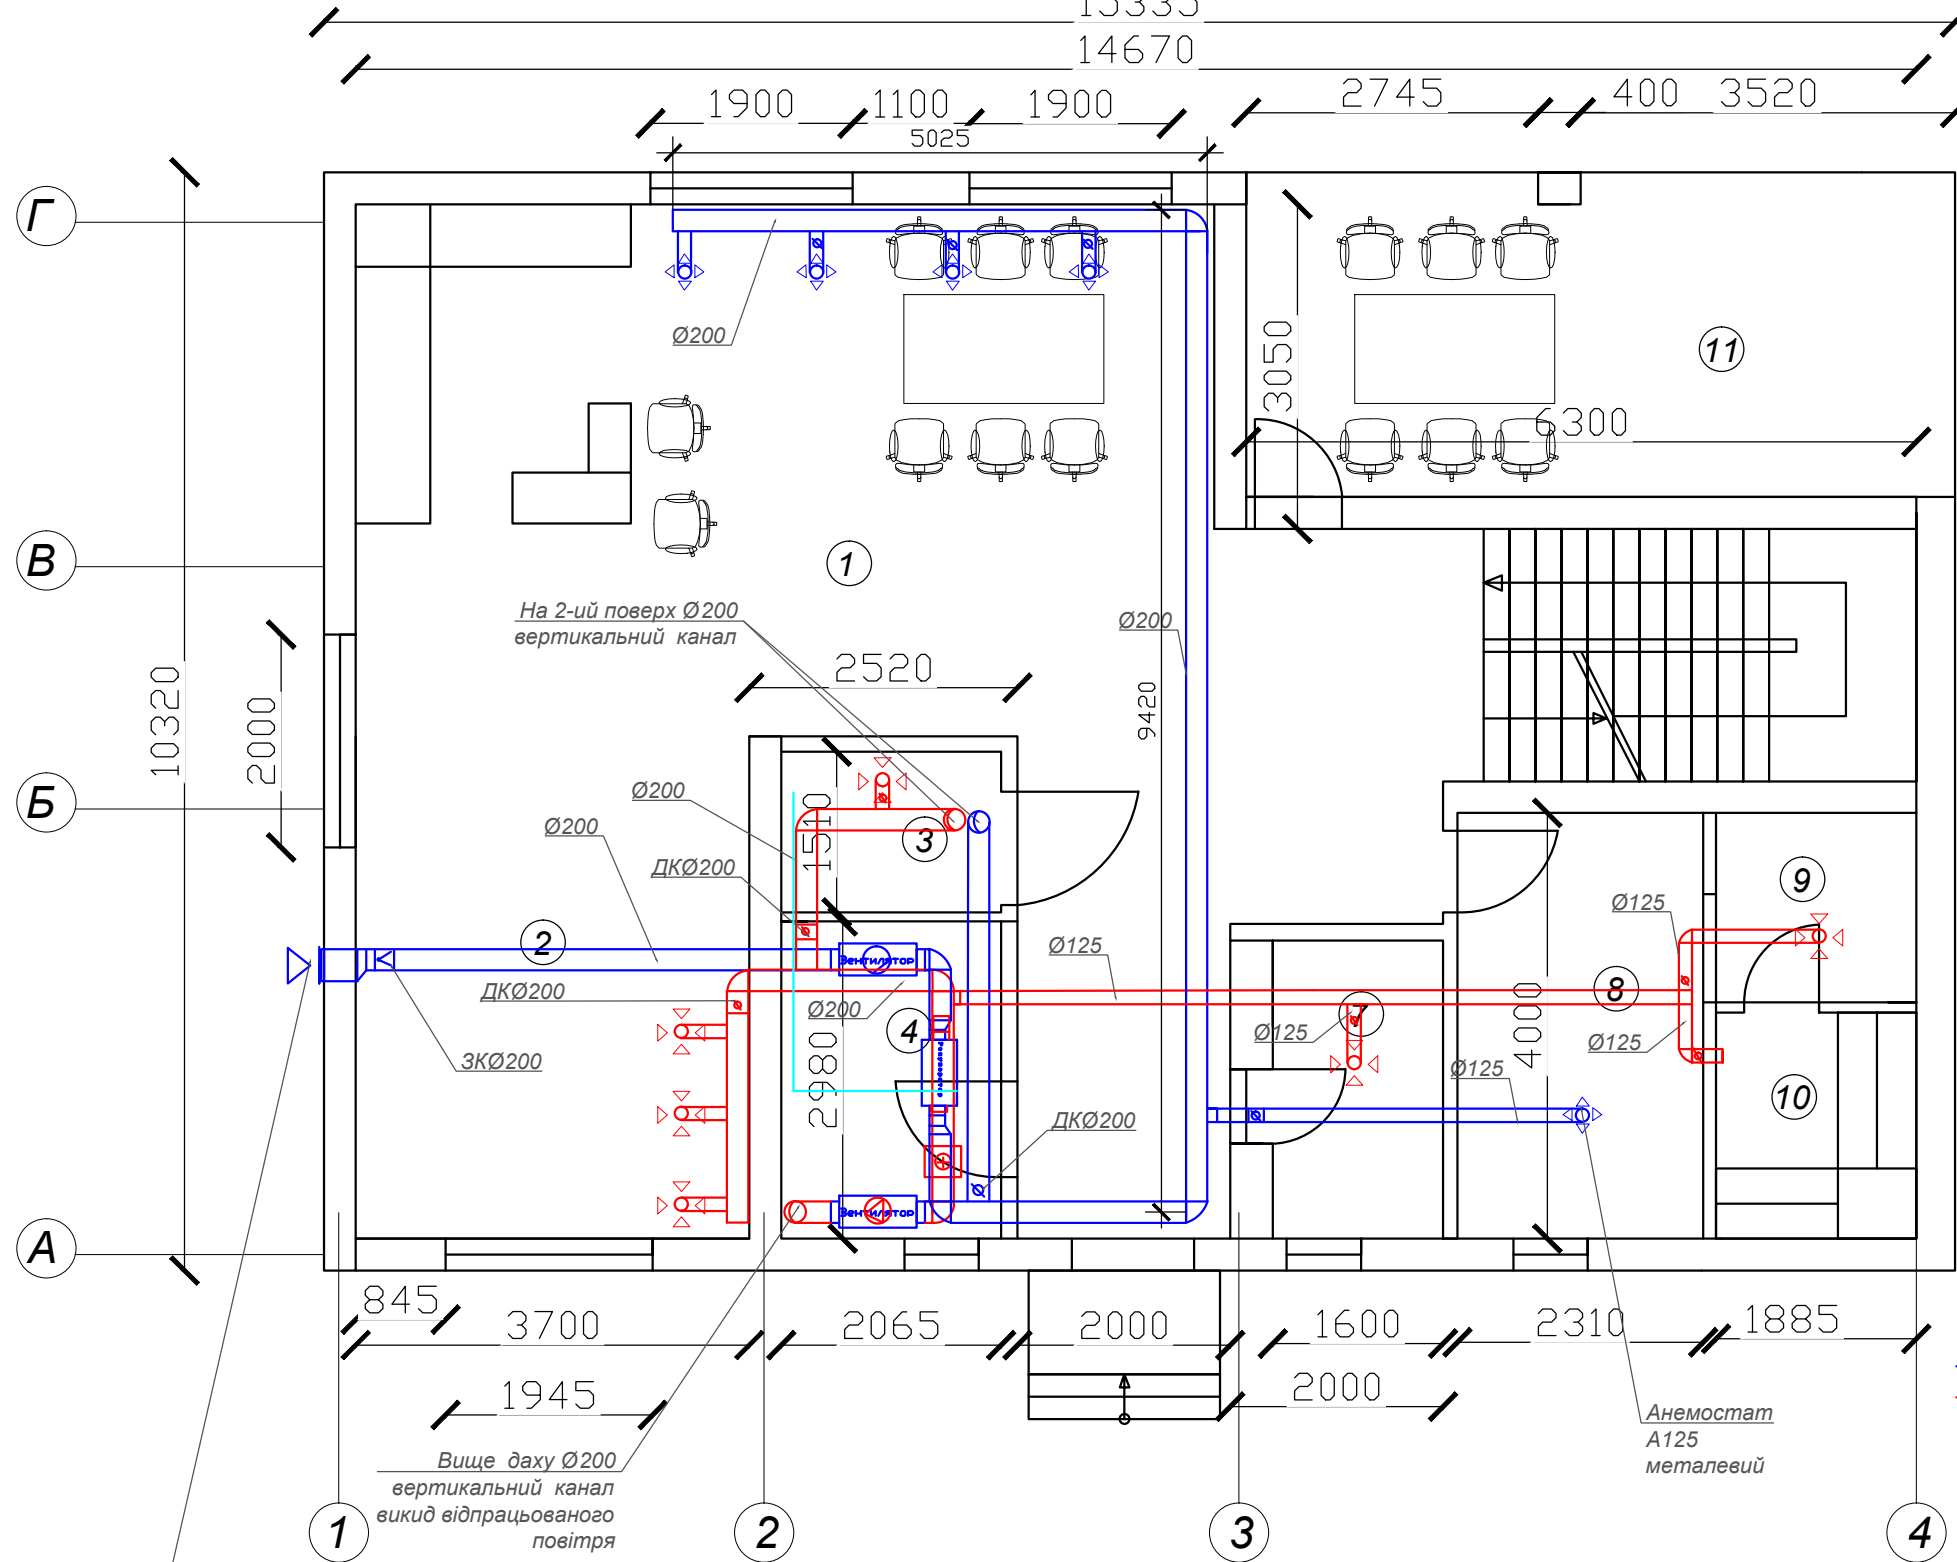 15335
14670
1900
1100
1900
2745
400
3520
5025
Г
Ø200
11
3050
6300
В
1
На 2-ий поверх Ø200
вертикальний канал
Ø200
2520
10320
2000
9420
Б
Ø200
1510
3
Ø200
ДКØ200
9
Ø125
2
Ø125
Вентилятор
ДКØ200
Ø200
8
4
7
Ø125
Ø125
4000
ЗКØ200
2980
Рекуператор
Ø125
10
ДКØ200
Вентилятор
А
845
3700
2065
2000
1600
2310
1885
1945
2000
Анемостат
А125
металевий
Вище даху Ø200
вертикальний канал
викид відпрацьованого
повітря
1
2
3
4